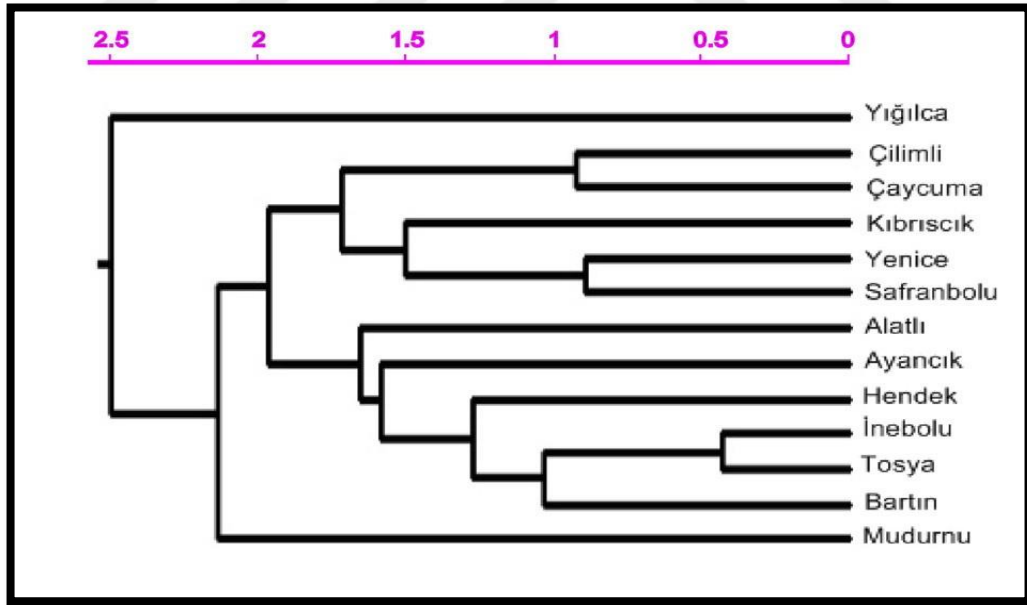 2.5 2 1.5 1 0.5 0
Yığılca
Çilimli
Çaycuma
Kıbrıscık
Yenice
Safranbolu
Alatlı
Ayancık
Hendek
İnebolu
Tosya
Bartın
Mudurnu